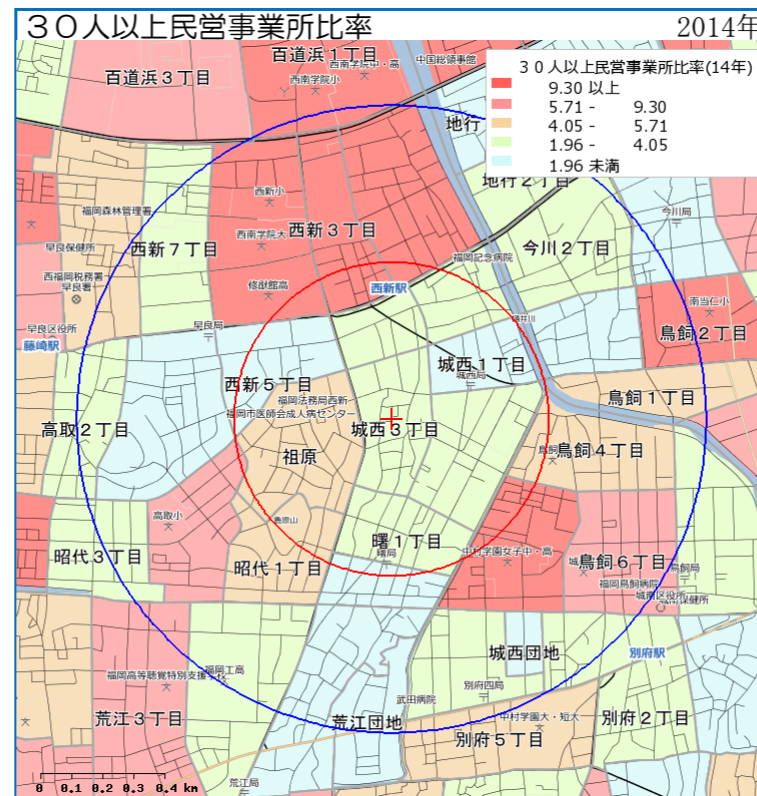 ３０人以上民営事業所比率 2014年
３０人以上民営事業所比率(14年)
9.30 以上
5.71 - 9.30
4.05 - 5.71
1.96 - 4.05
1.96 未満
百道浜１丁目
西南学院中・高
中国総領事館
百道浜３丁目
西南学院小
地行
地行２丁目
西新小
福岡森林管理署
今川局
西新３丁目
西南学院大
早良保健所
西新７丁目
今川２丁目
福岡記念病院
西福岡税務署
早良署
修猷館高
西新駅
南当仁小
早良区役所
早良局
鳥飼２丁目
藤崎駅
城西１丁目
城西局
西新５丁目
福岡法務局西新
鳥飼１丁目
福岡市医師会成人病センター
高取２丁目
城西３丁目
鳥飼
鳥飼４丁目
祖原
高取小
曙１丁目
昭代３丁目
曙局
中村学園女子中・高
城
鳥飼６丁目
鳥飼局
昭代１丁目
福岡鳥飼病院
城南区役所
城南保健所
城西団地
別府駅
福岡高等聴覚特別支援学校
福岡工高
別府四局
武田病院
荒江３丁目
荒江団地
中村学園大・短大
別府２丁目
別府５丁目
荒江局
0 0.1 0.2 0.3 0.4 km